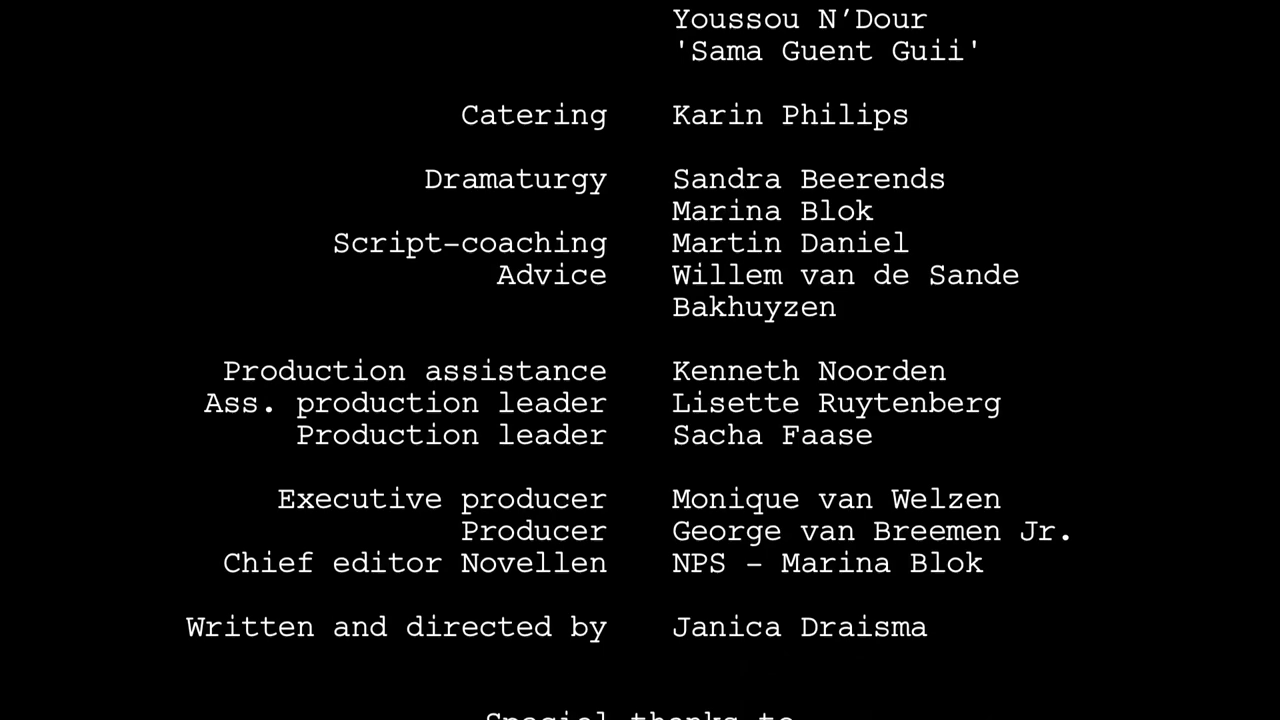 Youssou N’Dour
'Sama Guent Guii'
Catering Karin Philips
Dramaturgy Sandra Beerends
Marina Blok
Script-coaching Martin Daniel
Advice Willem van de Sande
Bakhuyzen
Production assistance Kenneth Noorden
Ass. production leader Lisette Ruytenberg
Production leader Sacha Faase
Executive producer Monique van Welzen
Producer George van Breemen Jr.
Chief editor Novellen NPS - Marina Blok
Written and directed by Janica Draisma
Special thanks to